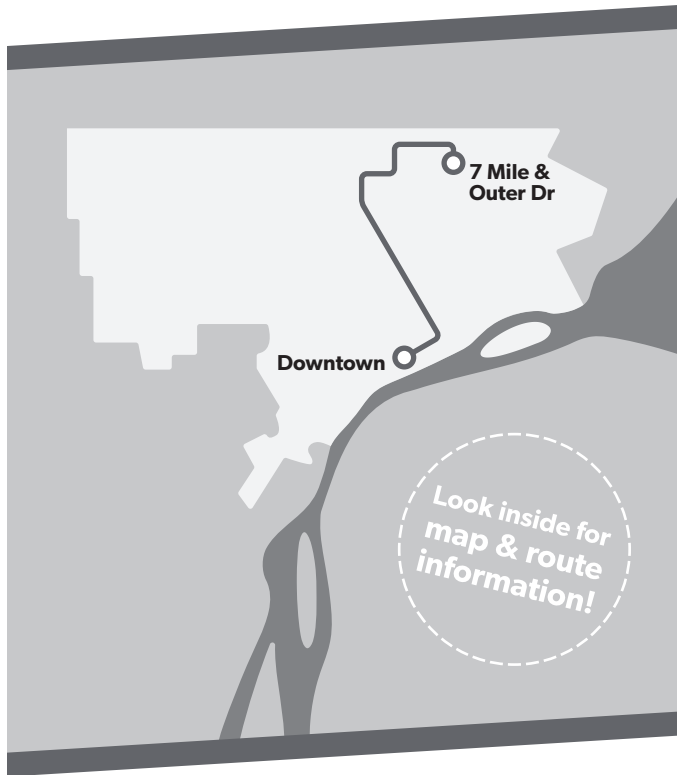 7 Mile &
Outer Dr
Downtown
Look inside for
map & route
information!